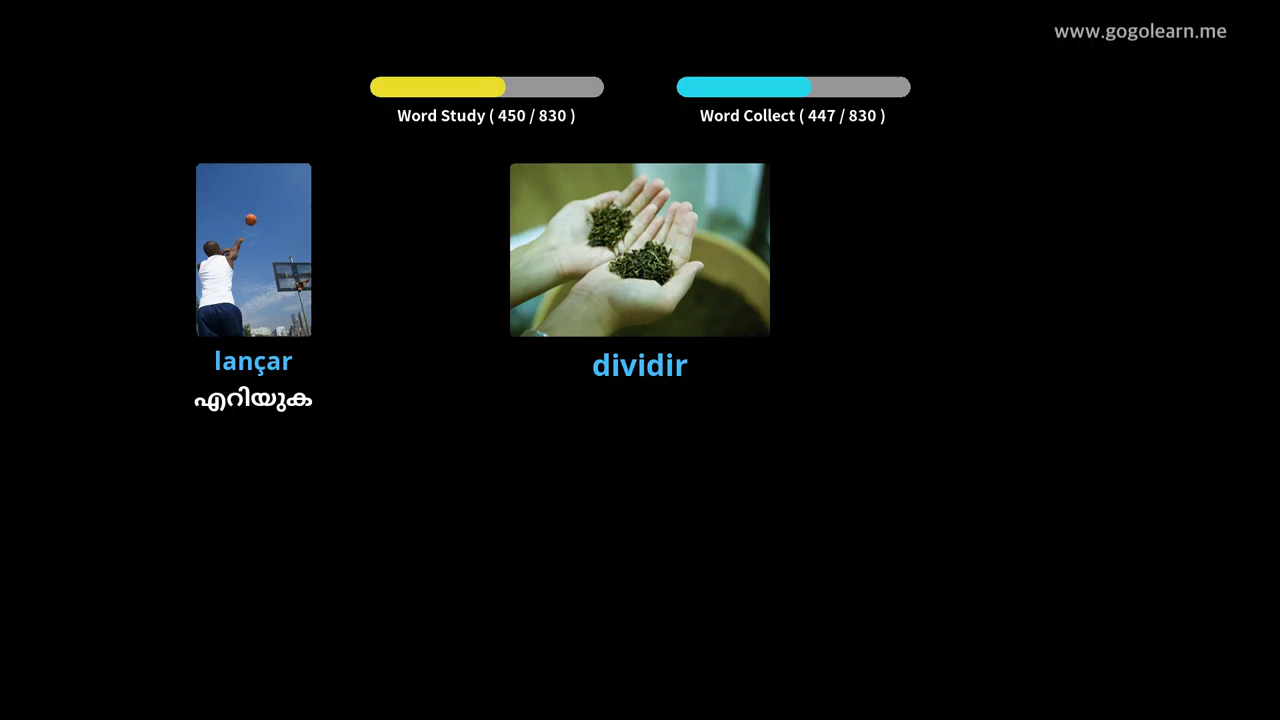 www.gogolearn.me
Word Study ( 450 / 830 )
Word Collect ( 447 / 830 )
lançar
എറിയുക
dividir